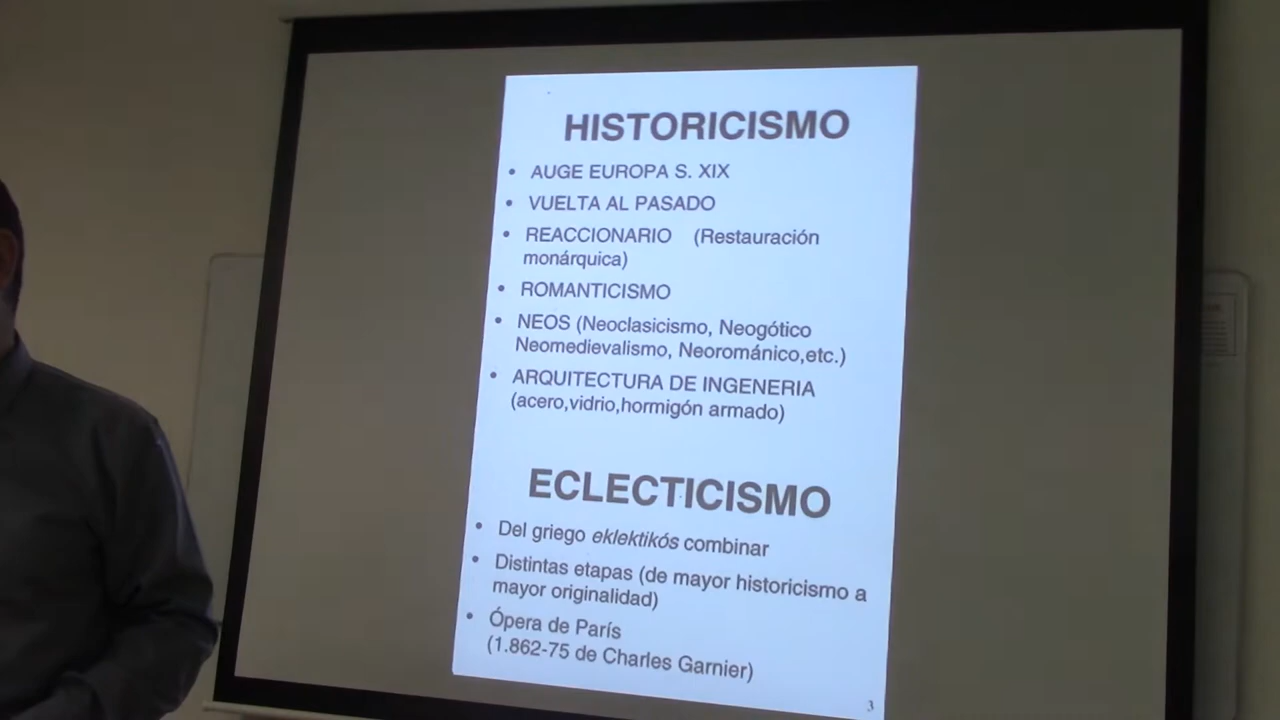 HISTORICISMO
• AUGE EUROPA S. XIX
• VUELTA AL PASADO
• REACCIONARIO (Restauración
monárquica)
• ROMANTICISMO
• NEOS (Neoclasicismo, Neogótico
Neomedievalismo, Neorománico,etc.)
• ARQUITECTURA DE INGENERIA
(acero,vidrio,hormigón armado)
ECLECTICISMO
• Del griego eklektikós combinar
• Distintas etapas (de mayor historicismo a
mayor originalidad)
• Ópera de París
(1.862-75 de Charles Garnier)
3